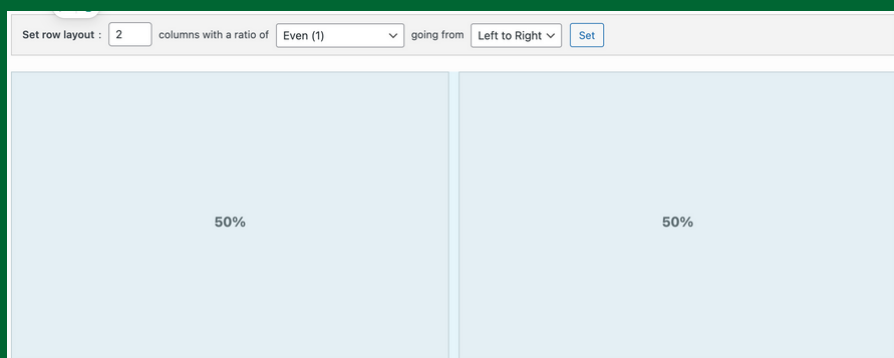 Set row layout : 2 columns with a ratio of Even (1) going from Left to Right Set
50% 50%